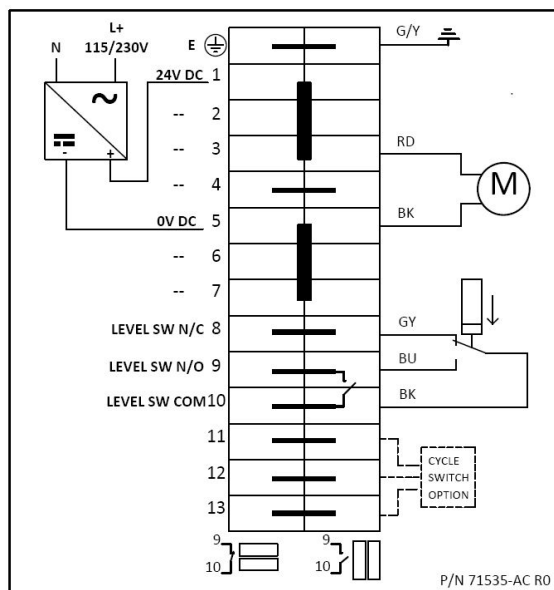 L+
N 115/230V
E G/Y
24V DC 1
-- 2
-- 3 RD
-- 4 M
0V DC 5 BK
-- 6
-- 7
- +
LEVEL SW N/C 8 GY
LEVEL SW N/O 9 BU
LEVEL SW COM 10 BK
11
12
13
CYCLE
SWITCH
OPTION
9 9
10 10
P/N 71535-AC R0